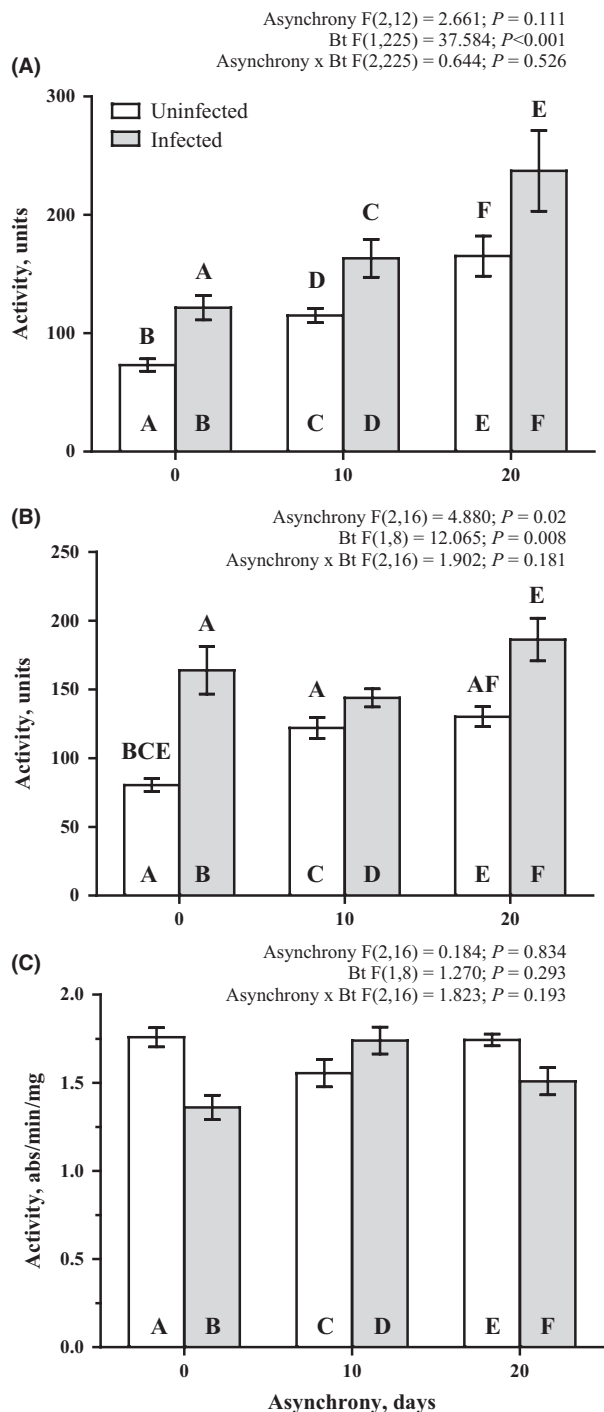 Asynchrony F(2,12) = 2.661; P = 0.111
Bt F(1,225) = 37.584; P<0.001
(A)
Asynchrony x Bt F(2,225) = 0.644; P = 0.526
300
Uninfected
Infected
E
200
C
F
A
D
100
B
Activity, units
A
B
C
D
E
F
0
0
10
20
(B)
Asynchrony F(2,16) = 4.880; P = 0.02
Bt F(1,8) = 12.065; P = 0.008
Asynchrony x Bt F(2,16) = 1.902; P = 0.181
250
E
200
A
A
AF
150
BCE
100
Activity, units
50
A
B
C
D
E
F
0
0
10
20
(C)
Asynchrony F(2,16) = 0.184; P = 0.834
Bt F(1,8) = 1.270; P = 0.293
Asynchrony x Bt F(2,16) = 1.823; P = 0.193
2.0
1.5
1.0
Activity, abs/min/mg
0.5
A
B
C
D
E
F
0.0
0
10
20
Asynchrony, days